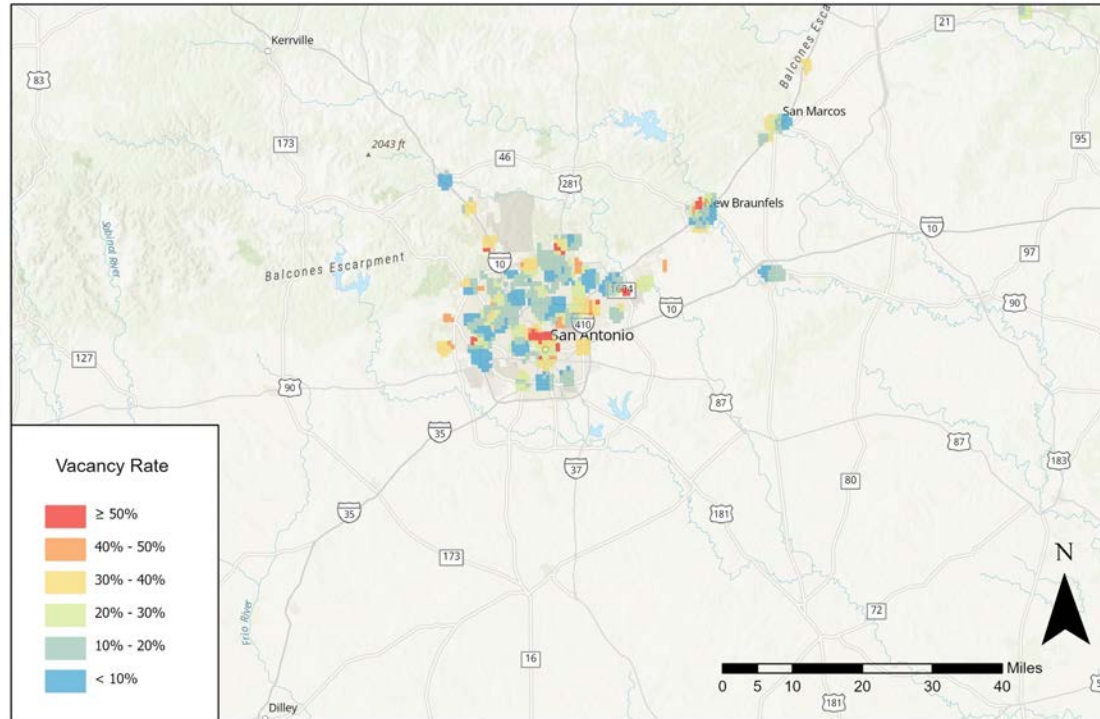 Kerrville
21
83
Balcones Esca
San Marcos
173
2043 ft
95
46
281
New Braunfels
Sabinal River
10
10
97
Balcones Escarpment
1604
10
90
410
San Antonio
127
90
87
35
87
37
183
80
35
181
173
Vacancy Rate
≥ 50%
40% - 50%
30% - 40%
20% - 30%
10% - 20%
< 10%
Frio River
N
72
16
Miles
0 5 10 20 30 40
181
5
Dilley